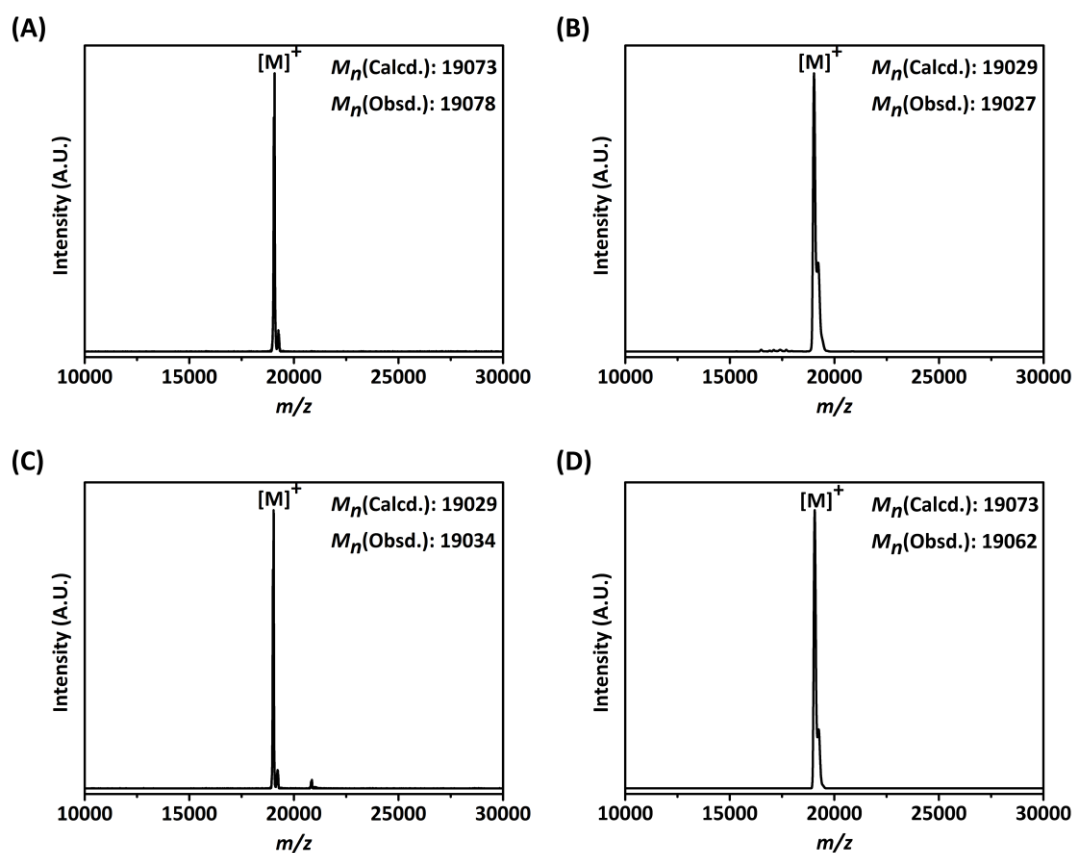 (A)
[M]⁺
Mₙ(Calcd.): 19073
Mₙ(Obsd.): 19078
Intensity (A.U.)
10000 15000 20000 25000 30000
m/z
(B)
[M]⁺
Mₙ(Calcd.): 19029
Mₙ(Obsd.): 19027
Intensity (A.U.)
10000 15000 20000 25000 30000
m/z
(C)
[M]⁺
Mₙ(Calcd.): 19029
Mₙ(Obsd.): 19034
Intensity (A.U.)
10000 15000 20000 25000 30000
m/z
(D)
[M]⁺
Mₙ(Calcd.): 19073
Mₙ(Obsd.): 19062
Intensity (A.U.)
10000 15000 20000 25000 30000
m/z